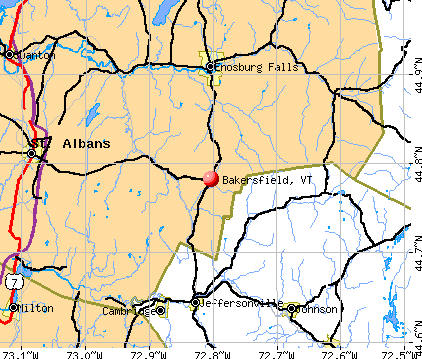 Swanton
Enosburg Falls
St. Albans
Bakersfield, VT
7
Milton
Cambridge
Jeffersonville
Johnson
44.9°N
44.8°N
44.7°N
44.6°N
73.1°W
73.0°W
72.9°W
72.8°W
72.7°W
72.6°W
72.5°W